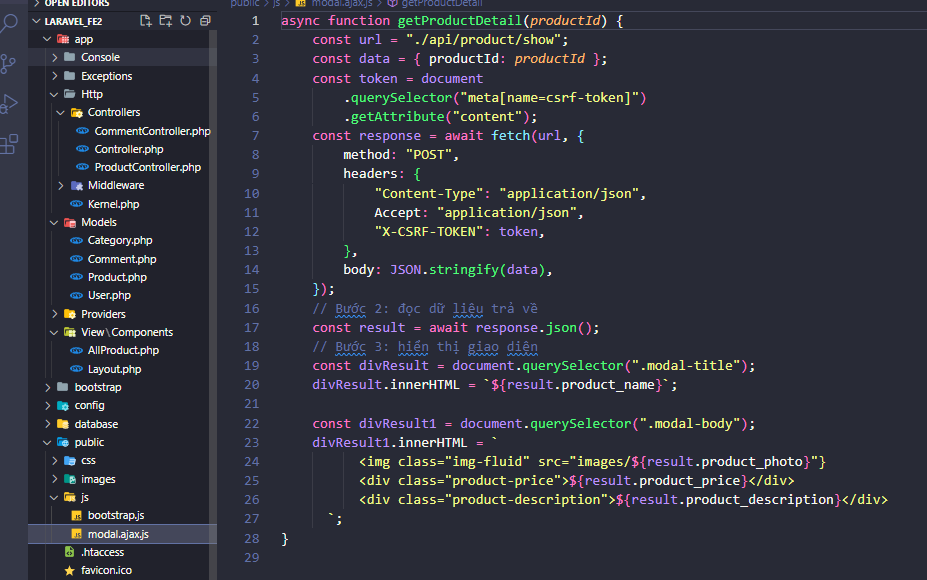 OPEN EDITORS
LARAVEL_FE2
app
Console
Exceptions
Http
Controllers
CommentController.php
Controller.php
ProductController.php
Middleware
Kernel.php
Models
Category.php
Comment.php
Product.php
User.php
Providers
View\Components
AllProduct.php
Layout.php
bootstrap
config
database
public
css
images
js
bootstrap.js
modal.ajax.js
.htaccess
favicon.ico
public > js > JS modal.ajax.js > getProductDetail
1 async function getProductDetail(productId) {
2 const url = "./api/product/show";
3 const data = { productId: productId };
4 const token = document
5 .querySelector("meta[name=csrf-token]")
6 .getAttribute("content");
7 const response = await fetch(url, {
8 method: "POST",
9 headers: {
10 "Content-Type": "application/json",
11 Accept: "application/json",
12 "X-CSRF-TOKEN": token,
13 },
14 body: JSON.stringify(data),
15 });
16 // Bước 2: đọc dữ liệu trả về
17 const result = await response.json();
18 // Bước 3: hiển thị giao diện
19 const divResult = document.querySelector(".modal-title");
20 divResult.innerHTML = `${result.product_name}`;
21
22 const divResult1 = document.querySelector(".modal-body");
23 divResult1.innerHTML = `
24 <img class="img-fluid" src="images/${result.product_photo}"}
25 <div class="product-price">${result.product_price}</div>
26 <div class="product-description">${result.product_description}</div>
27 `;
28 }
29